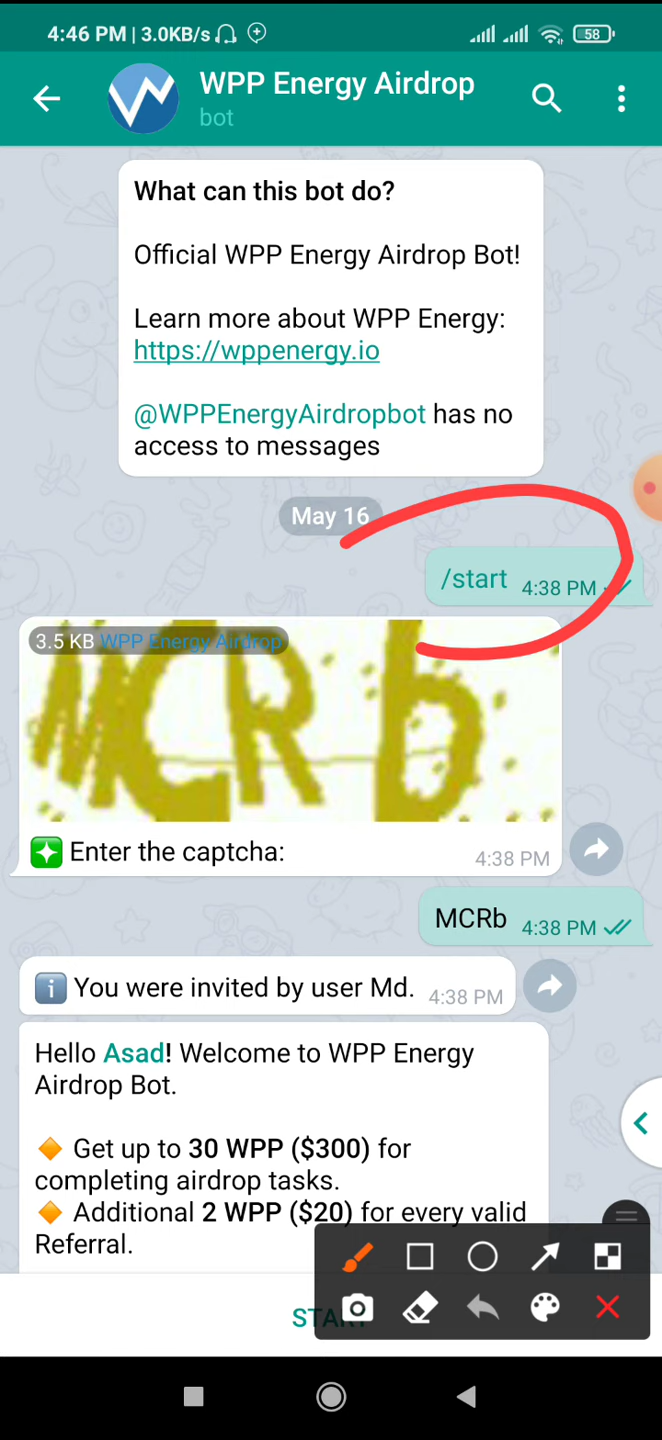 4:46 PM | 3.0KB/s
58
WPP Energy Airdrop
bot
What can this bot do?
Official WPP Energy Airdrop Bot!
Learn more about WPP Energy:
https://wppenergy.io
@WPPEnergyAirdropbot has no
access to messages
May 16
/start 4:38 PM
3.5 KB WPP Energy Airdrop
MCRb
Enter the captcha: 4:38 PM
MCRb 4:38 PM
You were invited by user Md. 4:38 PM
Hello Asad! Welcome to WPP Energy
Airdrop Bot.
Get up to 30 WPP ($300) for
completing airdrop tasks.
Additional 2 WPP ($20) for every valid
Referral.
START